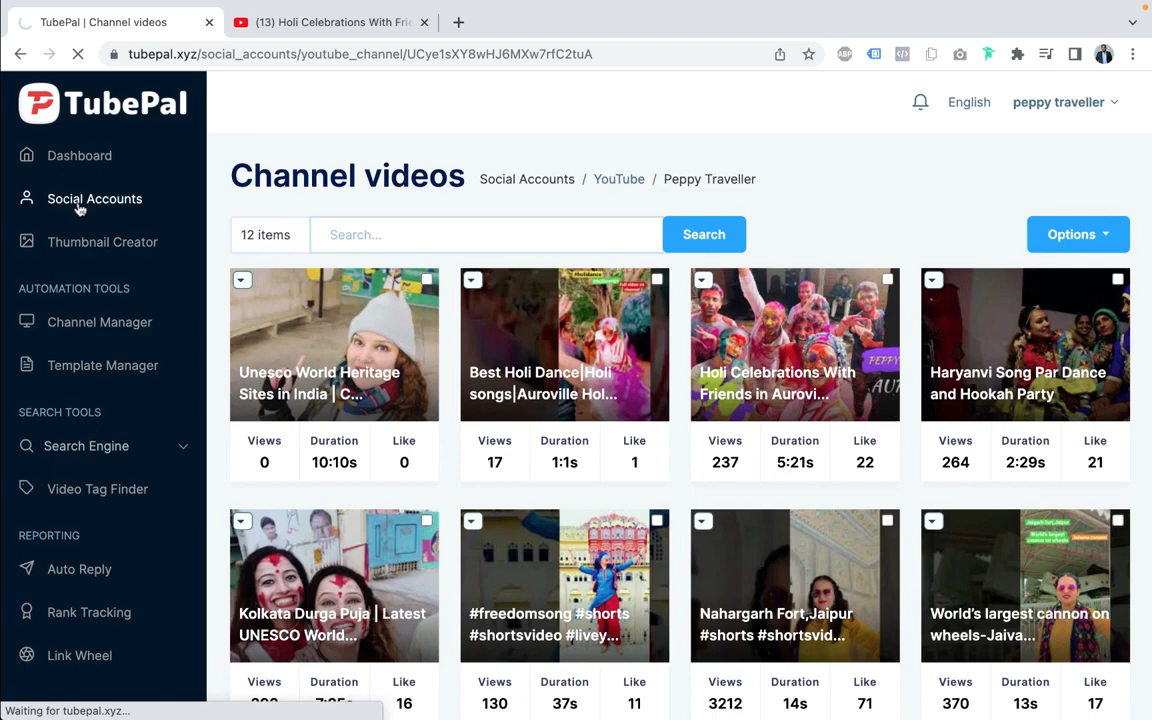 TubePal | Channel videos
(13) Holi Celebrations With Frie
tubepal.xyz/social_accounts/youtube_channel/UCye1sXY8wHJ6MXw7rfC2tuA
ABP
TubePal
English
peppy traveller
Dashboard
Social Accounts
Thumbnail Creator
AUTOMATION TOOLS
Channel Manager
Template Manager
SEARCH TOOLS
Search Engine
Video Tag Finder
REPORTING
Auto Reply
Rank Tracking
Link Wheel
Channel videos
Social Accounts / YouTube / Peppy Traveller
12 items
Search...
Search
Options
Unesco World Heritage
Sites in India | C...
Views Duration Like
0 10:10s 0
Best Holi Dance|Holi
songs|Auroville Hol...
Views Duration Like
17 1:1s 1
PEPPY
AU
Holi Celebrations With
Friends in Aurovi...
Views Duration Like
237 5:21s 22
Haryanvi Song Par Dance
and Hookah Party
Views Duration Like
264 2:29s 21
Kolkata Durga Puja | Latest
UNESCO World...
Views Duration Like
16
#freedomsong #shorts
#shortsvideo #livey...
Views Duration Like
130 37s 11
Nahargarh Fort,Jaipur
#shorts #shortsvid...
Views Duration Like
3212 14s 71
Jaigarh Fort,Jaipur
World's largest cannon on
wheels-Jaiva...
Views Duration Like
370 13s 17
Waiting for tubepal.xyz...